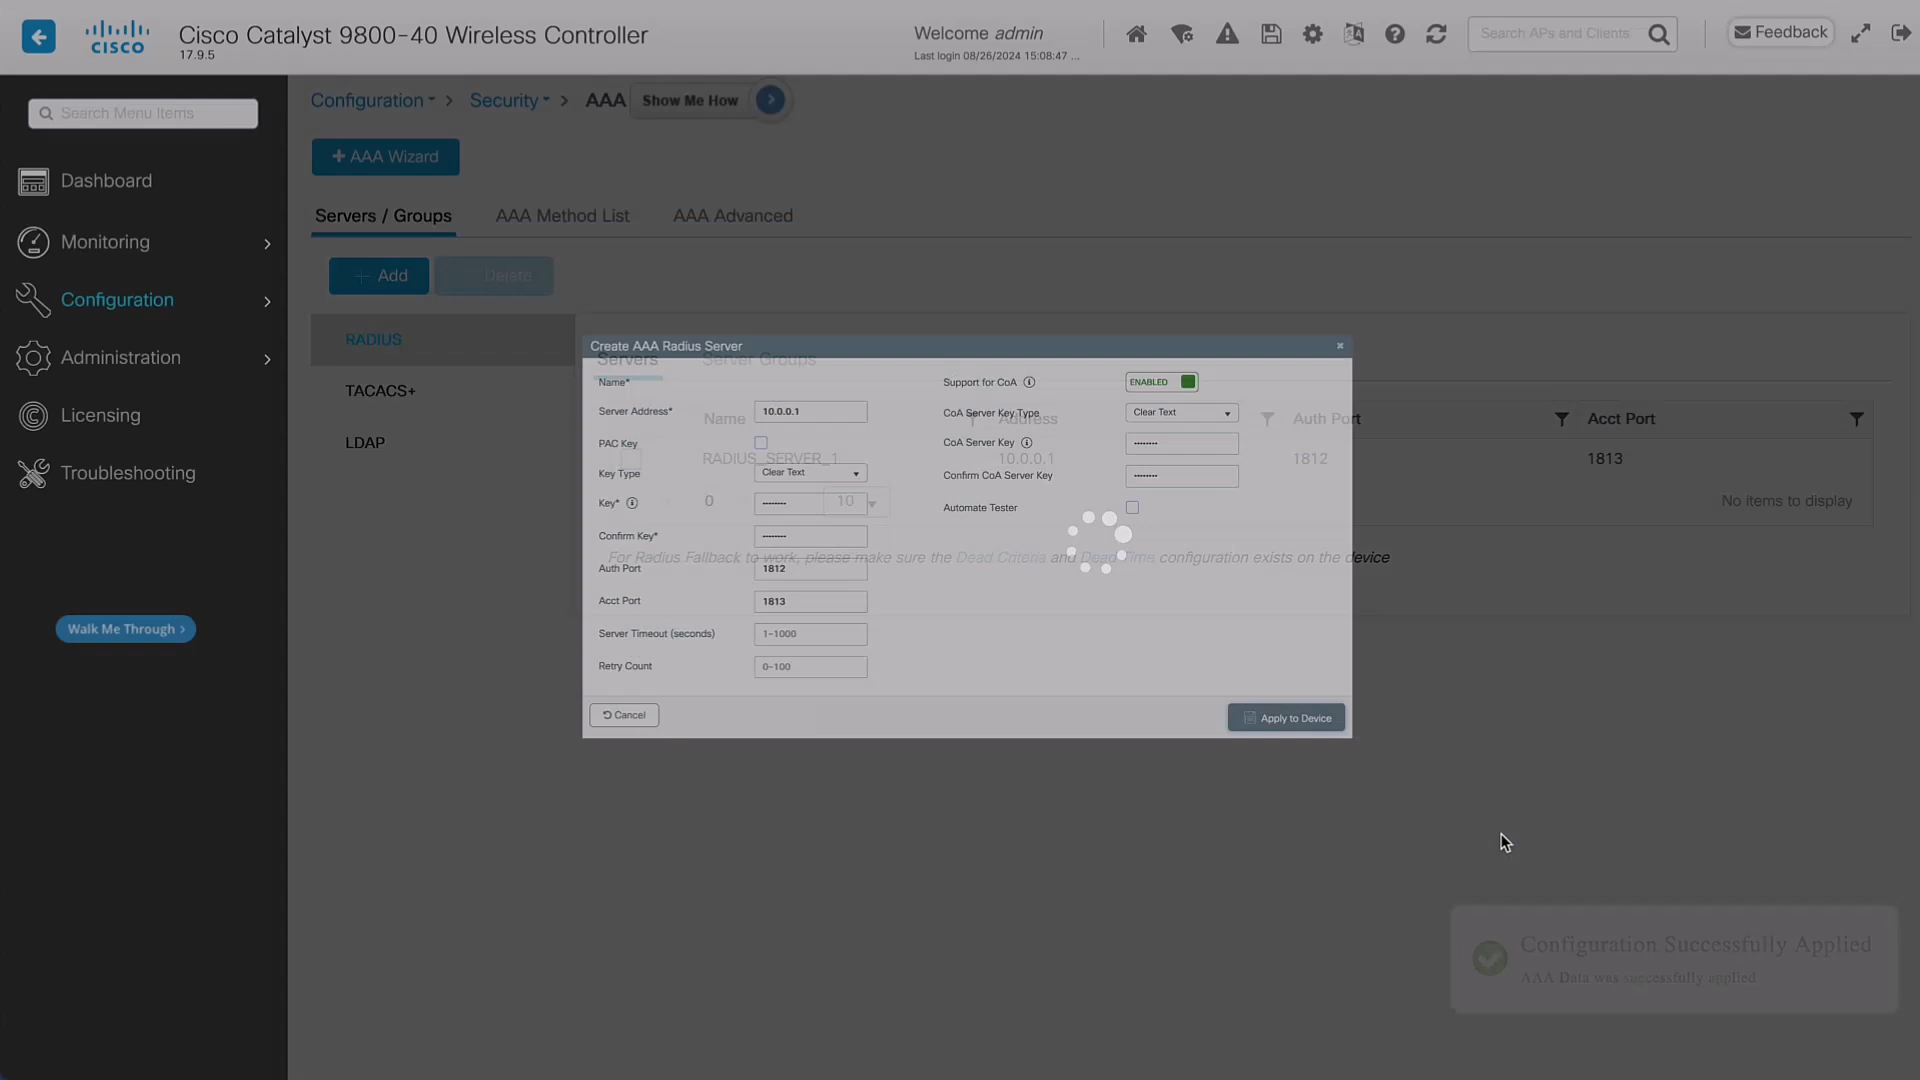 Cisco Catalyst 9800-40 Wireless Controller
CISCO
17.9.5
Welcome admin
Last login 08/26/2024 15:08:47 ...
Search APs and Clients
Feedback
Search Menu Items
Dashboard
Monitoring
Configuration
Administration
Licensing
Troubleshooting
Walk Me Through >
Configuration > Security > AAA
Show Me How
+ AAA Wizard
Servers / Groups
AAA Method List
AAA Advanced
+ Add
Delete
RADIUS
TACACS+
LDAP
Servers
Server Groups
Name
Address
Auth Port
Acct Port
RADIUS_SERVER_1
10.0.0.1
1812
1813
0
10
No items to display
For Radius Fallback to work, please make sure the Dead Criteria and Dead Time configuration exists on the device
Create AAA Radius Server
×
Name*
Server Address*
10.0.0.1
PAC Key
Key Type
Clear Text
Key*
••••••••
Confirm Key*
••••••••
Auth Port
1812
Acct Port
1813
Server Timeout (seconds)
1-1000
Retry Count
0-100
Support for CoA
ENABLED
CoA Server Key Type
Clear Text
CoA Server Key
••••••••
Confirm CoA Server Key
••••••••
Automate Tester
Cancel
Apply to Device
Configuration Successfully Applied
AAA Data was successfully applied